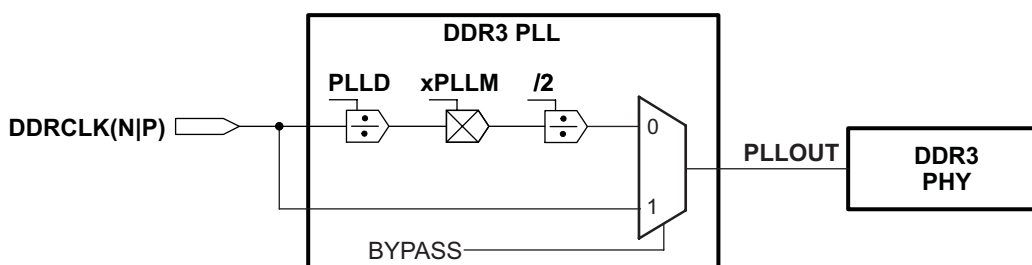 DDR3 PLL
PLLD
xPLLM
/2
DDRCLK(N|P)
0
PLLOUT
DDR3
PHY
1
BYPASS